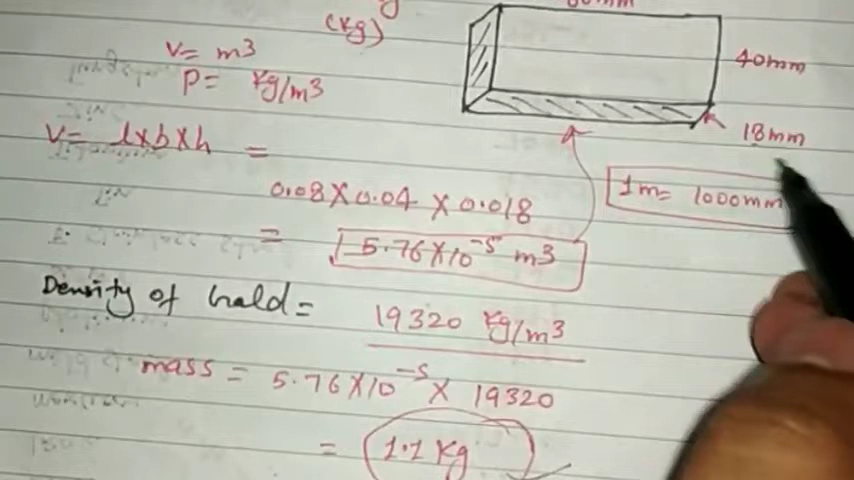 (kg)
40mm
V= m3
P= kg/m3
18mm
V= l×b×h =
1m= 1000mm
0.08×0.04×0.018
= 5.76×10-5 m3
Density of Gold=
19320 kg/m3
mass = 5.76×10-5 × 19320
= 1.1 kg